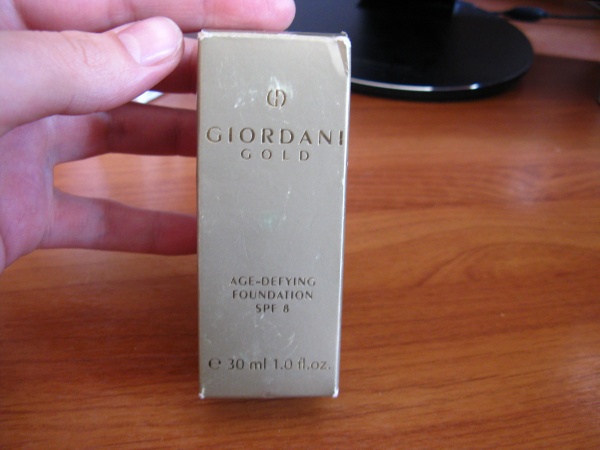 GIORDANI
GOLD
AGE-DEFYING
FOUNDATION
SPF 8
℮ 30 ml 1.0 fl.oz.